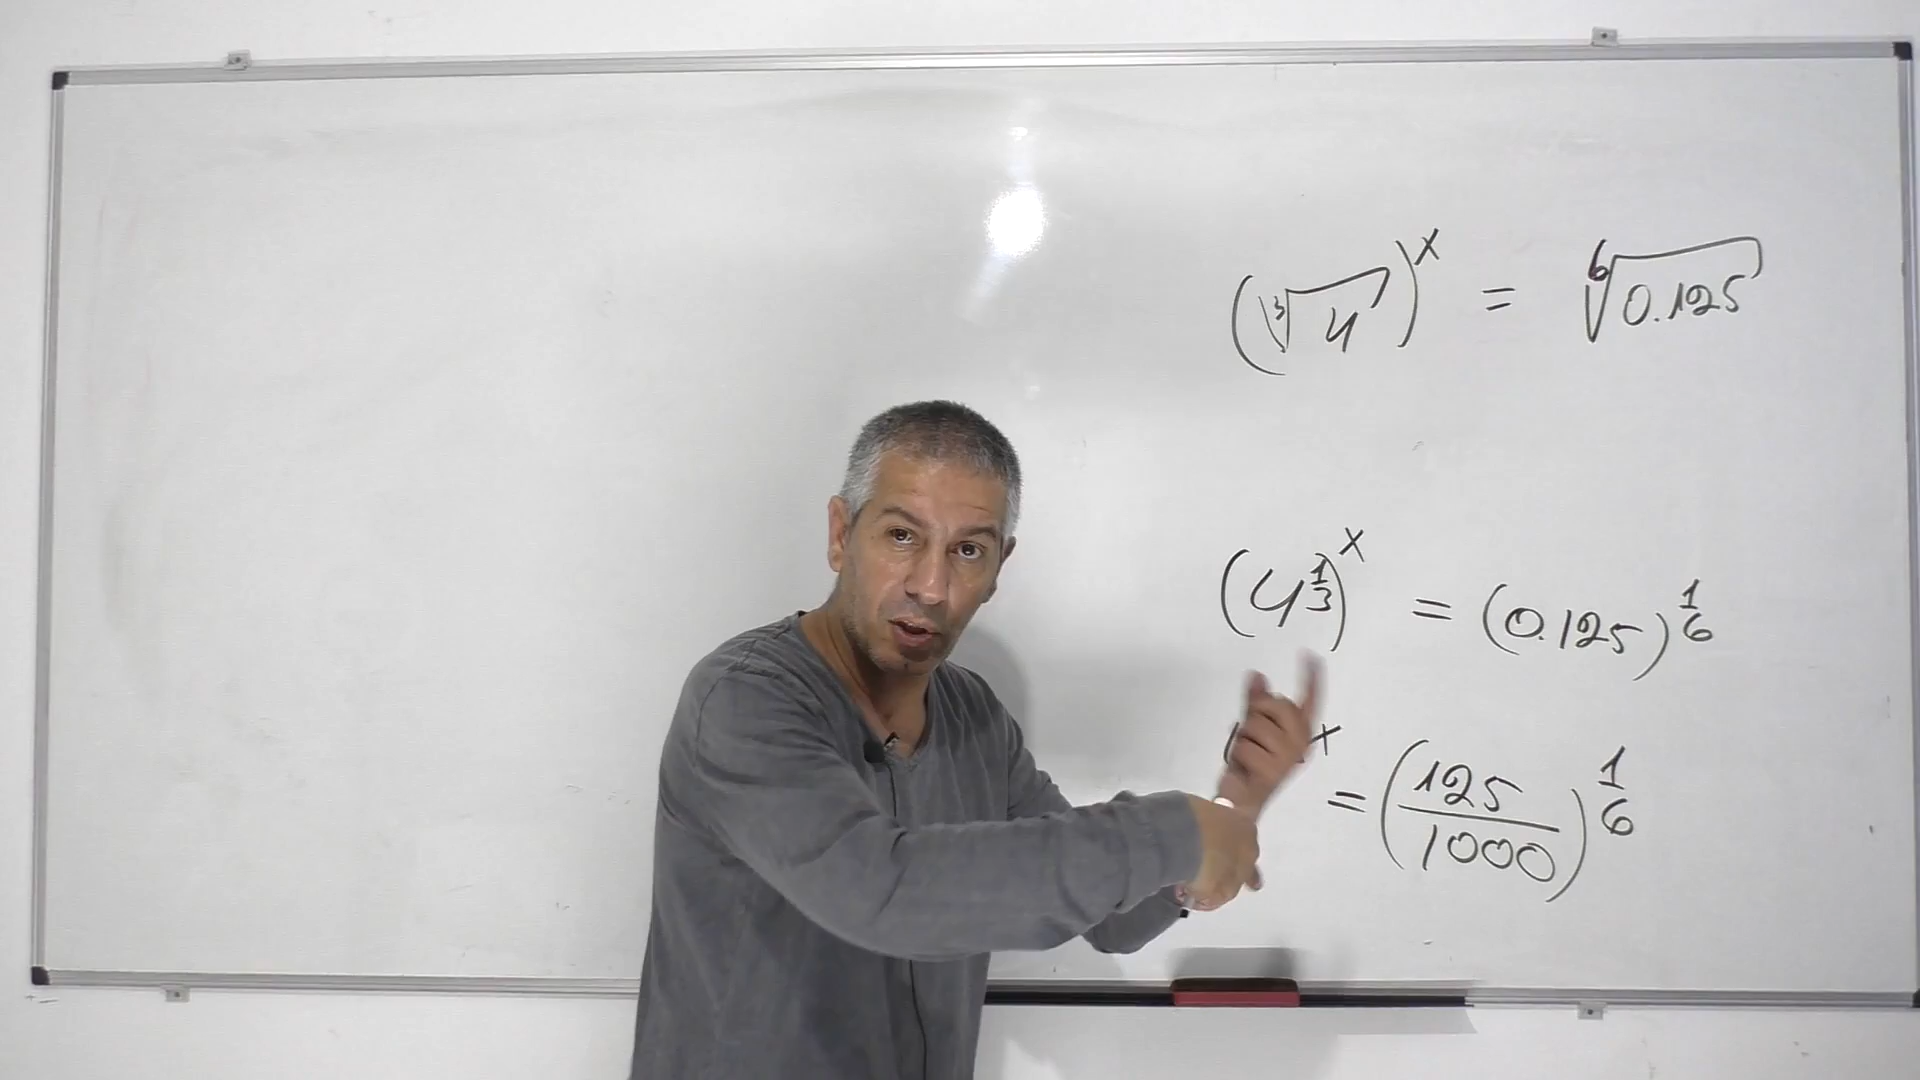 (∛4)^x = ⁶√0.125
(4^(1/3))^x = (0.125)^(1/6)
x = (125/1000)^(1/6)